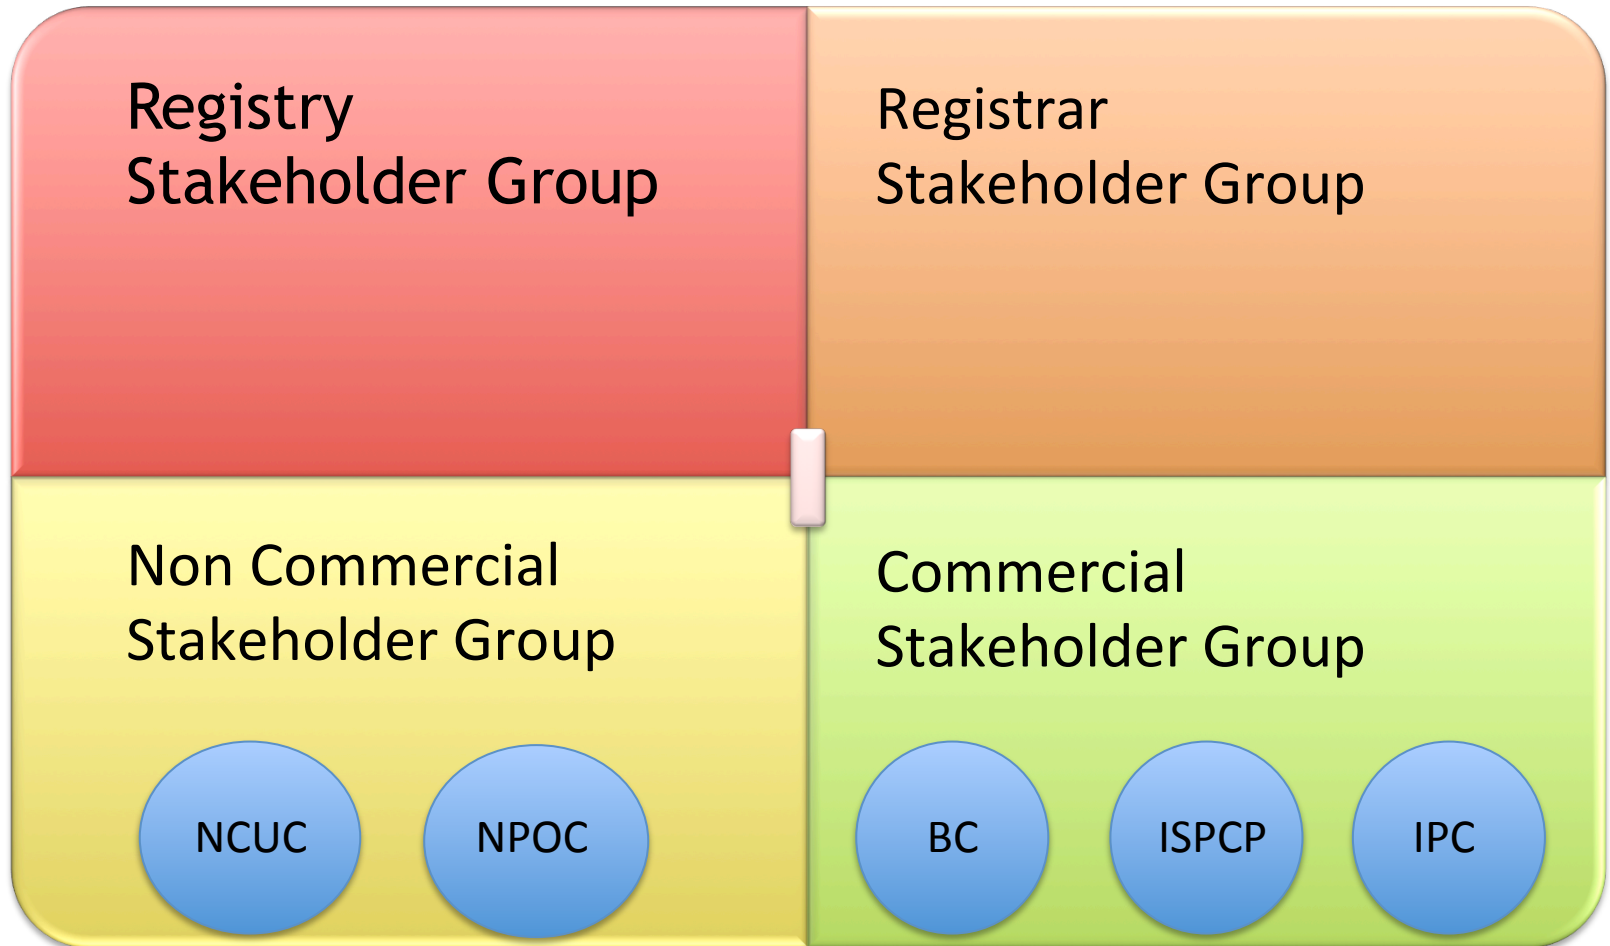 Registry
Stakeholder Group
Registrar
Stakeholder Group
Non Commercial
Stakeholder Group
NCUC
NPOC
Commercial
Stakeholder Group
BC
ISPCP
IPC